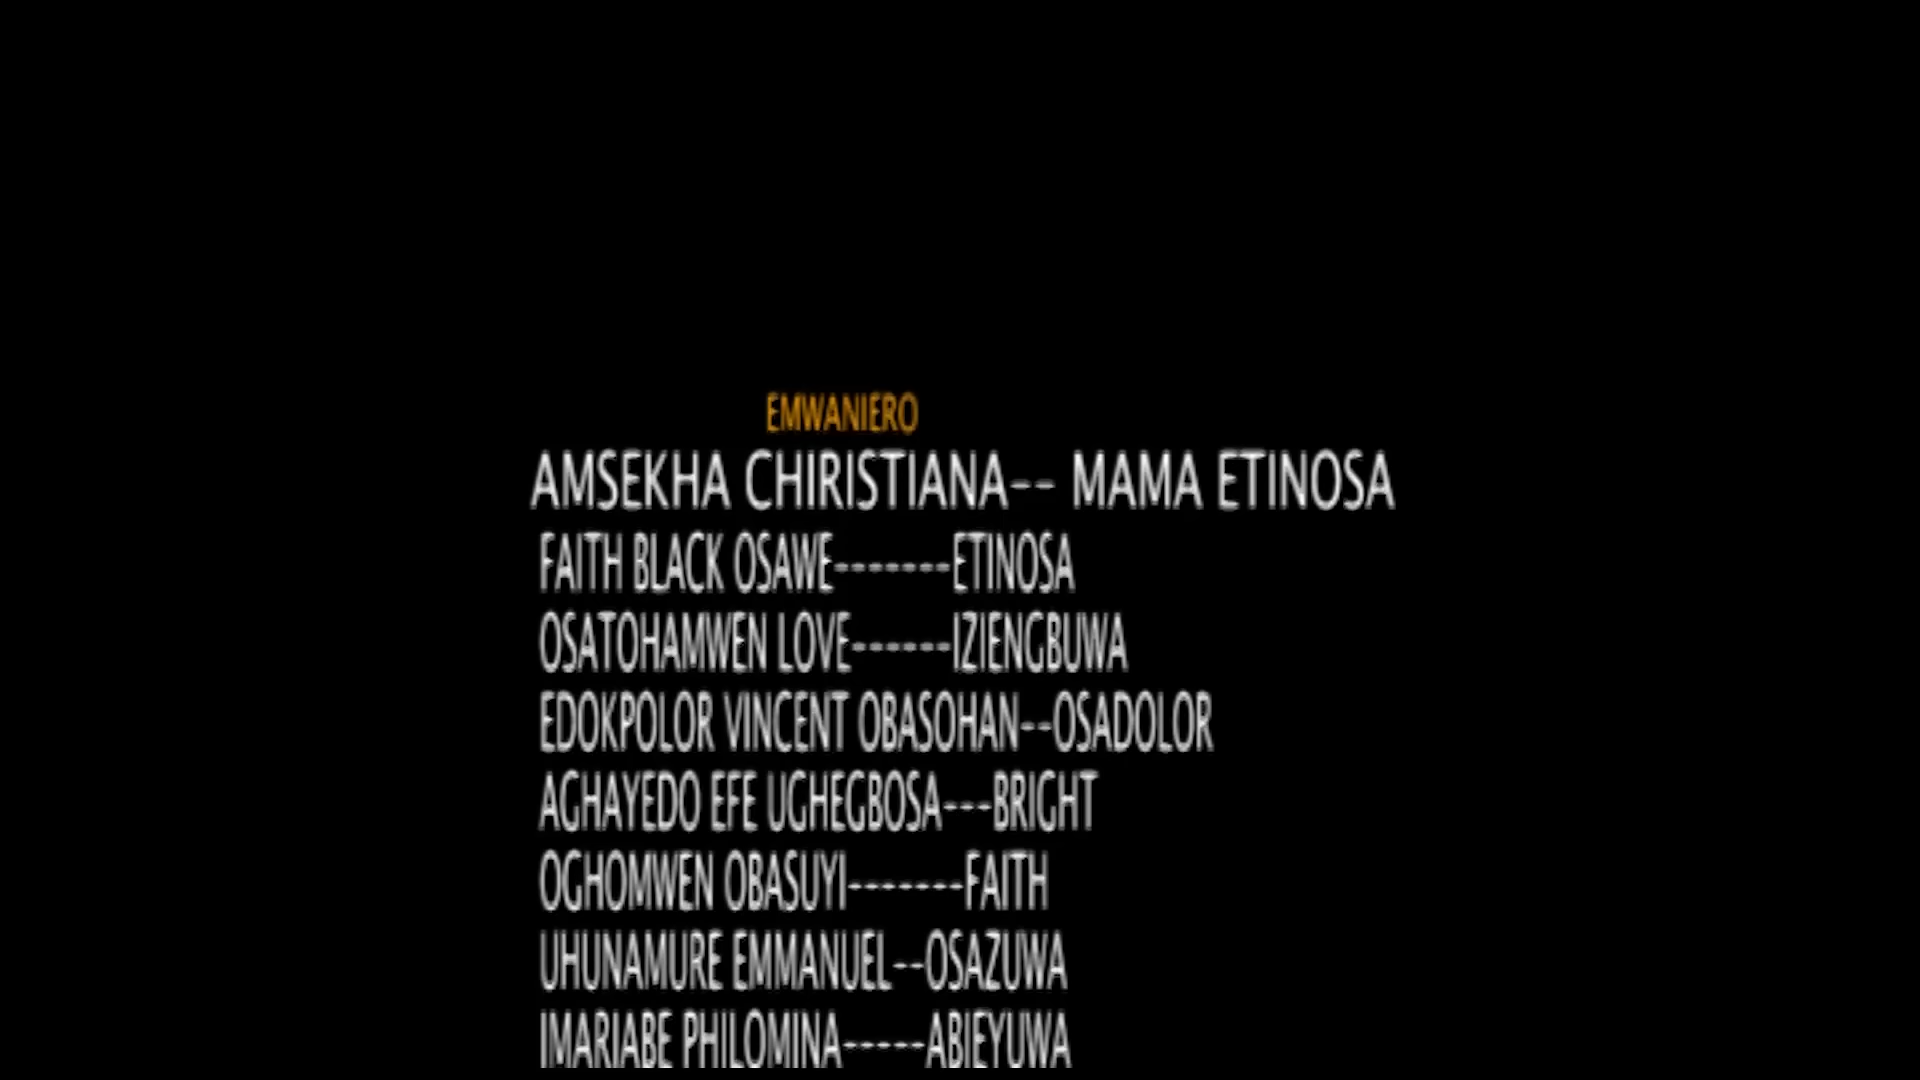 EMWANIERO
AMSEKHA CHIRISTIANA-- MAMA ETINOSA
FAITH BLACK OSAWE-------ETINOSA
OSATOHAMWEN LOVE------IZIENGBUWA
EDOKPOLOR VINCENT OBASOHAN--OSADOLOR
AGHAYEDO EFE UGHEGBOSA---BRIGHT
OGHOMWEN OBASUYI-------FAITH
UHUNAMURE EMMANUEL--OSAZUWA
IMARIABE PHILOMINA-----ABIEYUWA